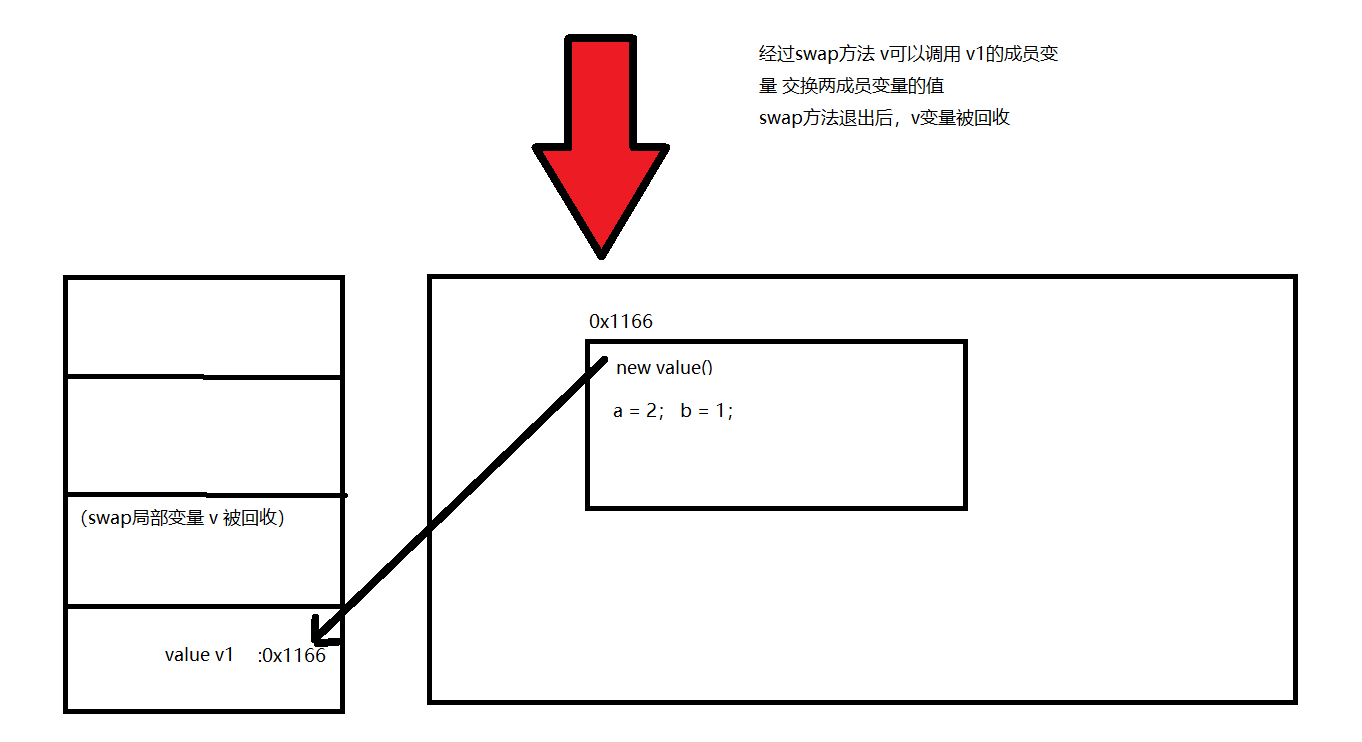 经过swap方法 v可以调用 v1的成员变
量 交换两成员变量的值
swap方法退出后，v变量被回收
0x1166
new value()
a = 2； b = 1；
（swap局部变量 v 被回收）
value v1 :0x1166